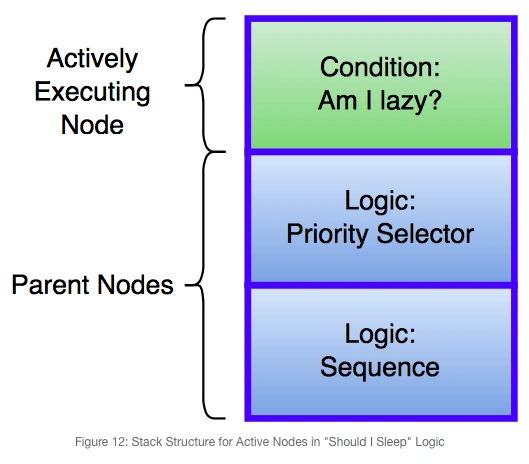 Actively
Executing
Node
Condition:
Am I lazy?
Logic:
Priority Selector
Parent Nodes
Logic:
Sequence
Figure 12: Stack Structure for Active Nodes in "Should I Sleep" Logic